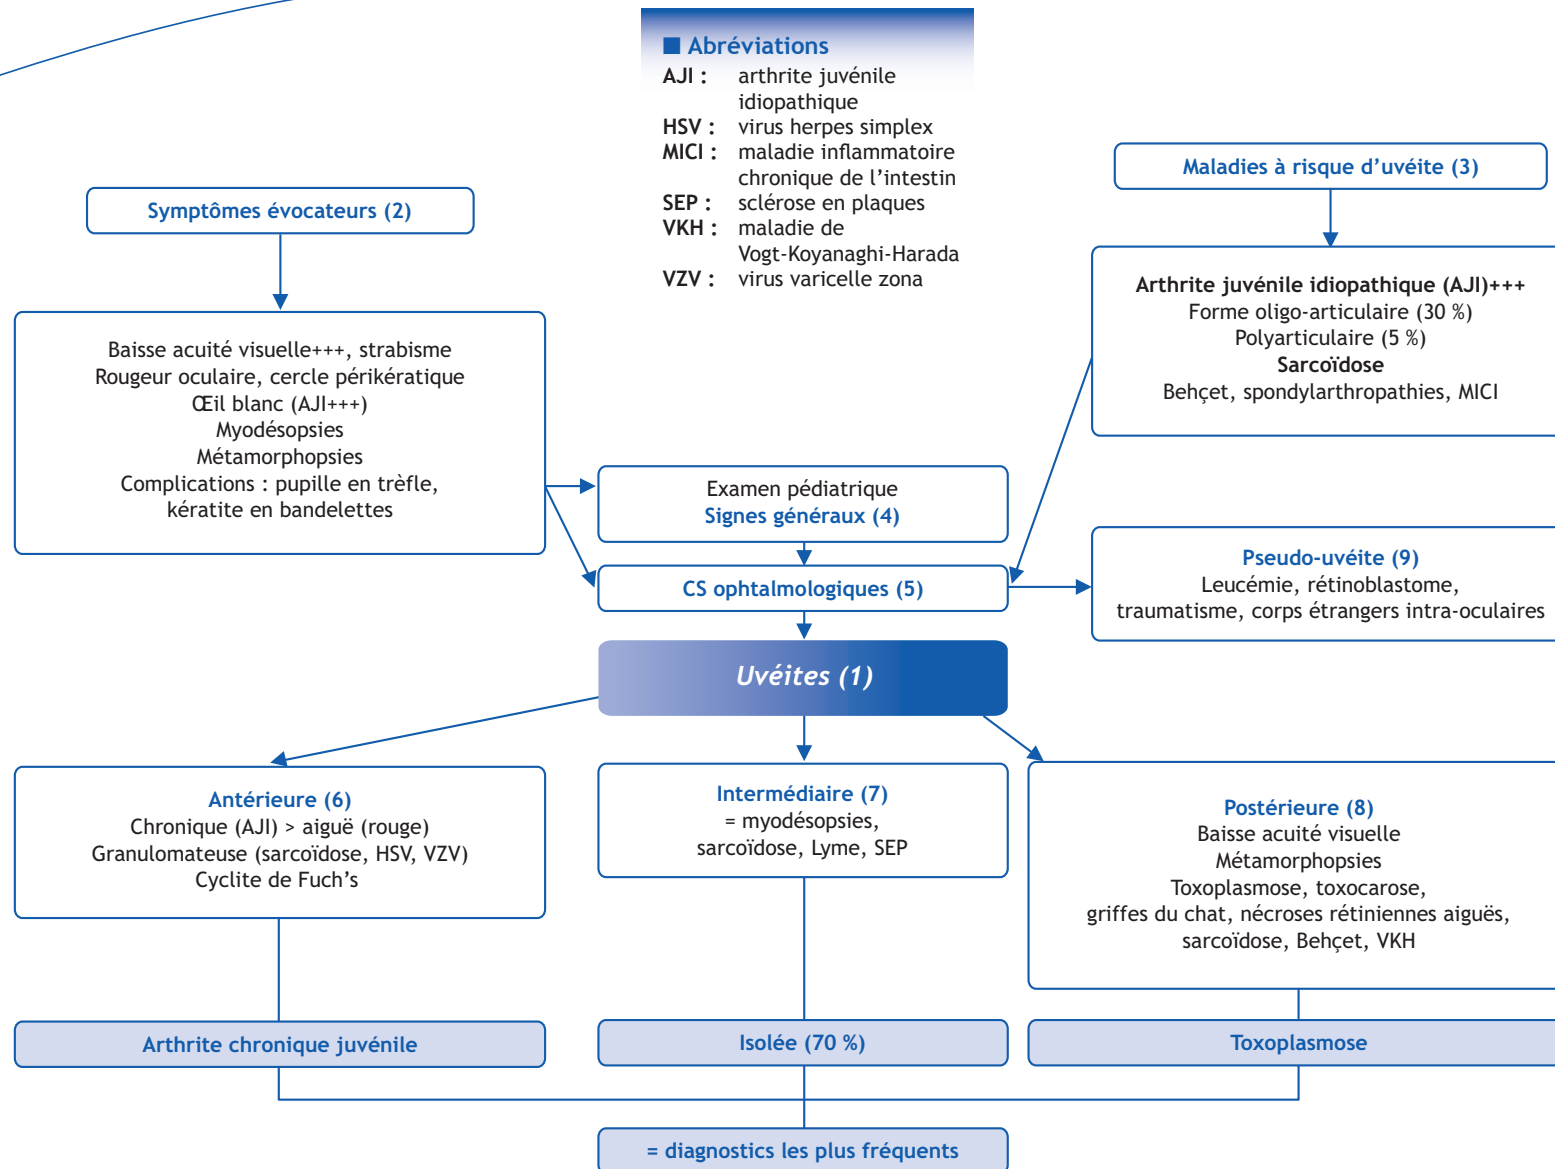 ■ Abréviations
AJI : arthrite juvénile
idiopathique
HSV : virus herpes simplex
MICI : maladie inflammatoire
chronique de l’intestin
SEP : sclérose en plaques
VKH : maladie de
Vogt-Koyanaghi-Harada
VZV : virus varicelle zona
Symptômes évocateurs (2)
Baisse acuité visuelle+++, strabisme
Rougeur oculaire, cercle périkératique
Œil blanc (AJI+++)
Myodésopsies
Métamorphopsies
Complications : pupille en trèfle,
kératite en bandelettes
Maladies à risque d’uvéite (3)
Arthrite juvénile idiopathique (AJI)+++
Forme oligo-articulaire (30 %)
Polyarticulaire (5 %)
Sarcoïdose
Behçet, spondylarthropathies, MICI
Examen pédiatrique
Signes généraux (4)
CS ophtalmologiques (5)
Pseudo-uvéite (9)
Leucémie, rétinoblastome,
traumatisme, corps étrangers intra-oculaires
Uvéites (1)
Antérieure (6)
Chronique (AJI) > aiguë (rouge)
Granulomateuse (sarcoïdose, HSV, VZV)
Cyclite de Fuch’s
Intermédiaire (7)
= myodésopsies,
sarcoïdose, Lyme, SEP
Postérieure (8)
Baisse acuité visuelle
Métamorphopsies
Toxoplasmose, toxocarose,
griffes du chat, nécroses rétiniennes aiguës,
sarcoïdose, Behçet, VKH
Arthrite chronique juvénile
Isolée (70 %)
Toxoplasmose
= diagnostics les plus fréquents